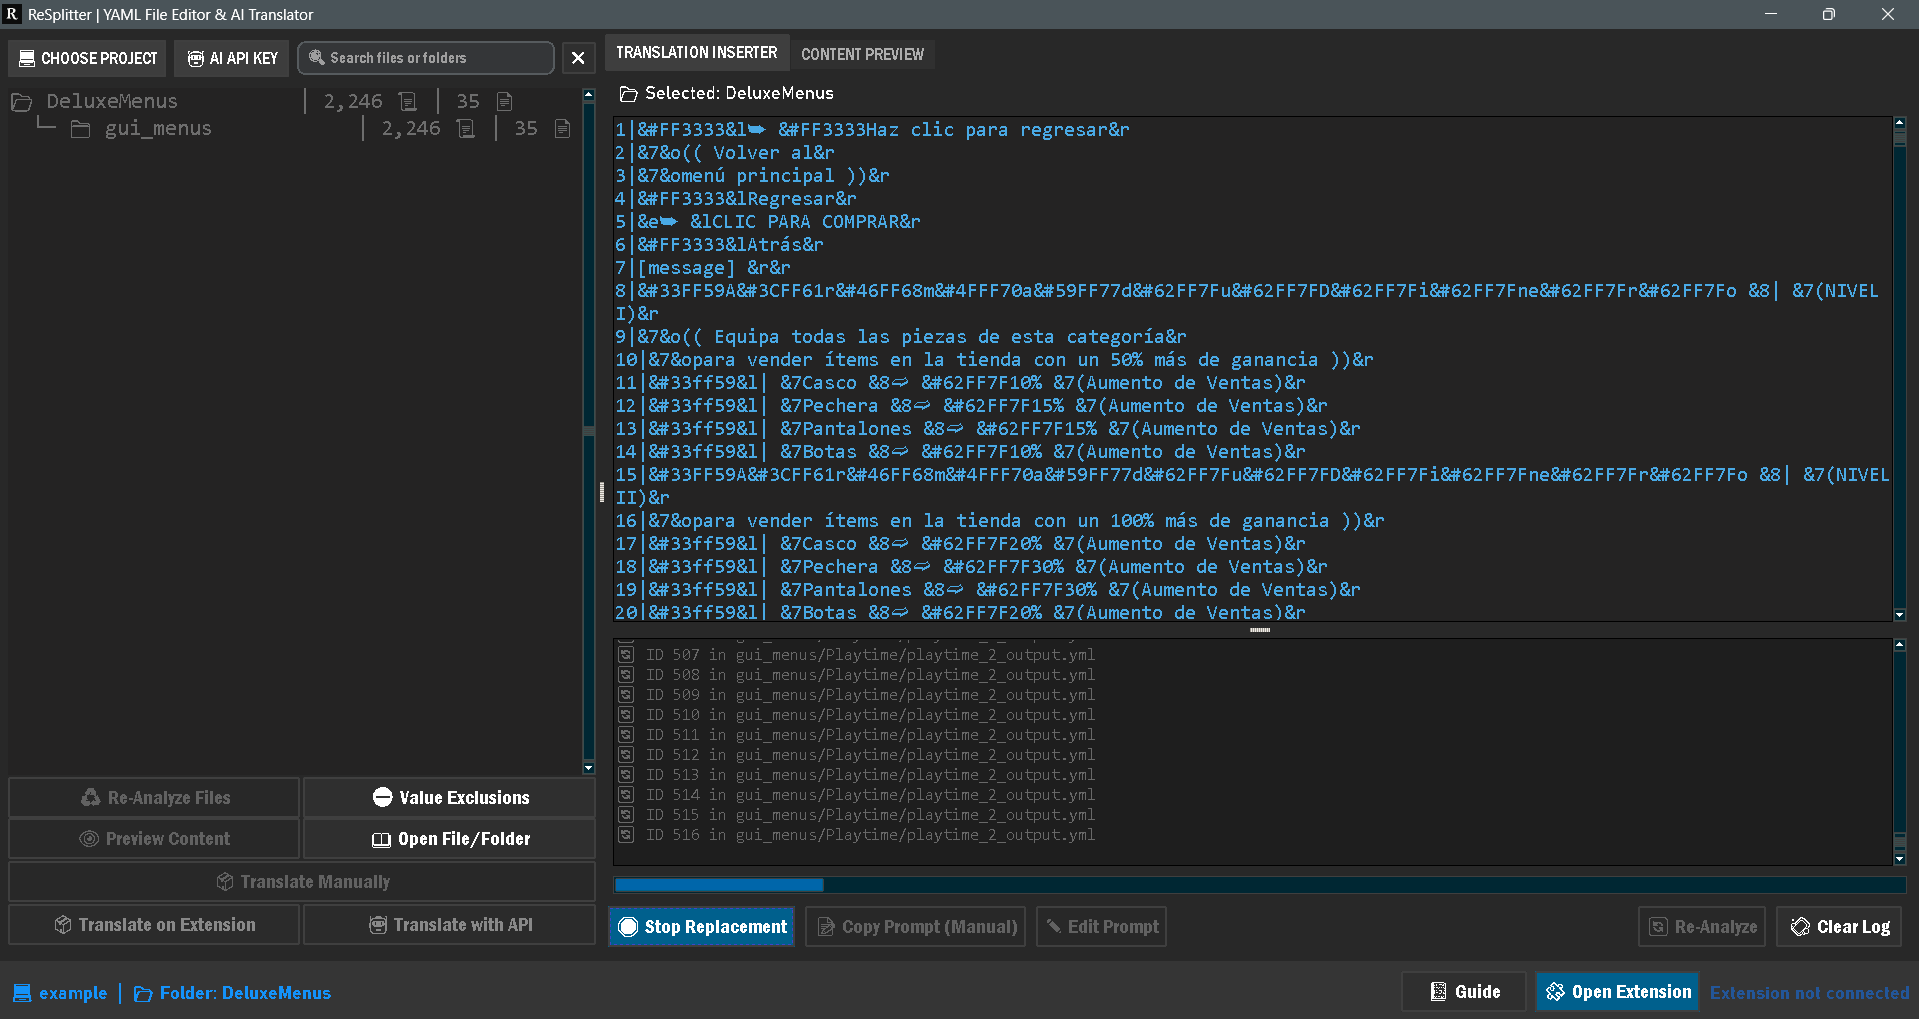 R ReSplitter | YAML File Editor & AI Translator
CHOOSE PROJECT
AI API KEY
Search files or folders
DeluxeMenus | 2,246 | 35
gui_menus | 2,246 | 35
Re-Analyze Files
Value Exclusions
Preview Content
Open File/Folder
Translate Manually
Translate on Extension
Translate with API
TRANSLATION INSERTER
CONTENT PREVIEW
Selected: DeluxeMenus
1|&#FF3333&l➥ &#FF3333Haz clic para regresar&r
2|&7&o(( Volver al&r
3|&7&omenú principal ))&r
4|&#FF3333&lRegresar&r
5|&e➥ &lCLIC PARA COMPRAR&r
6|&#FF3333&lAtrás&r
7|[message] &r&r
8|&#33FF59A&#3CFF61r&#46FF68m&#4FFF70a&#59FF77d&#62FF7Fu&#62FF7FD&#62FF7Fi&#62FF7Fne&#62FF7Fr&#62FF7Fo &8| &7(NIVEL
I)&r
9|&7&o(( Equipa todas las piezas de esta categoría&r
10|&7&opara vender ítems en la tienda con un 50% más de ganancia ))&r
11|&#33ff59&l| &7Casco &8➫ &#62FF7F10% &7(Aumento de Ventas)&r
12|&#33ff59&l| &7Pechera &8➫ &#62FF7F15% &7(Aumento de Ventas)&r
13|&#33ff59&l| &7Pantalones &8➫ &#62FF7F15% &7(Aumento de Ventas)&r
14|&#33ff59&l| &7Botas &8➫ &#62FF7F10% &7(Aumento de Ventas)&r
15|&#33FF59A&#3CFF61r&#46FF68m&#4FFF70a&#59FF77d&#62FF7Fu&#62FF7FD&#62FF7Fi&#62FF7Fne&#62FF7Fr&#62FF7Fo &8| &7(NIVEL
II)&r
16|&7&opara vender ítems en la tienda con un 100% más de ganancia ))&r
17|&#33ff59&l| &7Casco &8➫ &#62FF7F20% &7(Aumento de Ventas)&r
18|&#33ff59&l| &7Pechera &8➫ &#62FF7F30% &7(Aumento de Ventas)&r
19|&#33ff59&l| &7Pantalones &8➫ &#62FF7F30% &7(Aumento de Ventas)&r
20|&#33ff59&l| &7Botas &8➫ &#62FF7F20% &7(Aumento de Ventas)&r
ID 507 in gui_menus/Playtime/playtime_2_output.yml
ID 508 in gui_menus/Playtime/playtime_2_output.yml
ID 509 in gui_menus/Playtime/playtime_2_output.yml
ID 510 in gui_menus/Playtime/playtime_2_output.yml
ID 511 in gui_menus/Playtime/playtime_2_output.yml
ID 512 in gui_menus/Playtime/playtime_2_output.yml
ID 513 in gui_menus/Playtime/playtime_2_output.yml
ID 514 in gui_menus/Playtime/playtime_2_output.yml
ID 515 in gui_menus/Playtime/playtime_2_output.yml
ID 516 in gui_menus/Playtime/playtime_2_output.yml
Stop Replacement
Copy Prompt (Manual)
Edit Prompt
Re-Analyze
Clear Log
example | Folder: DeluxeMenus
Guide
Open Extension
Extension not connected